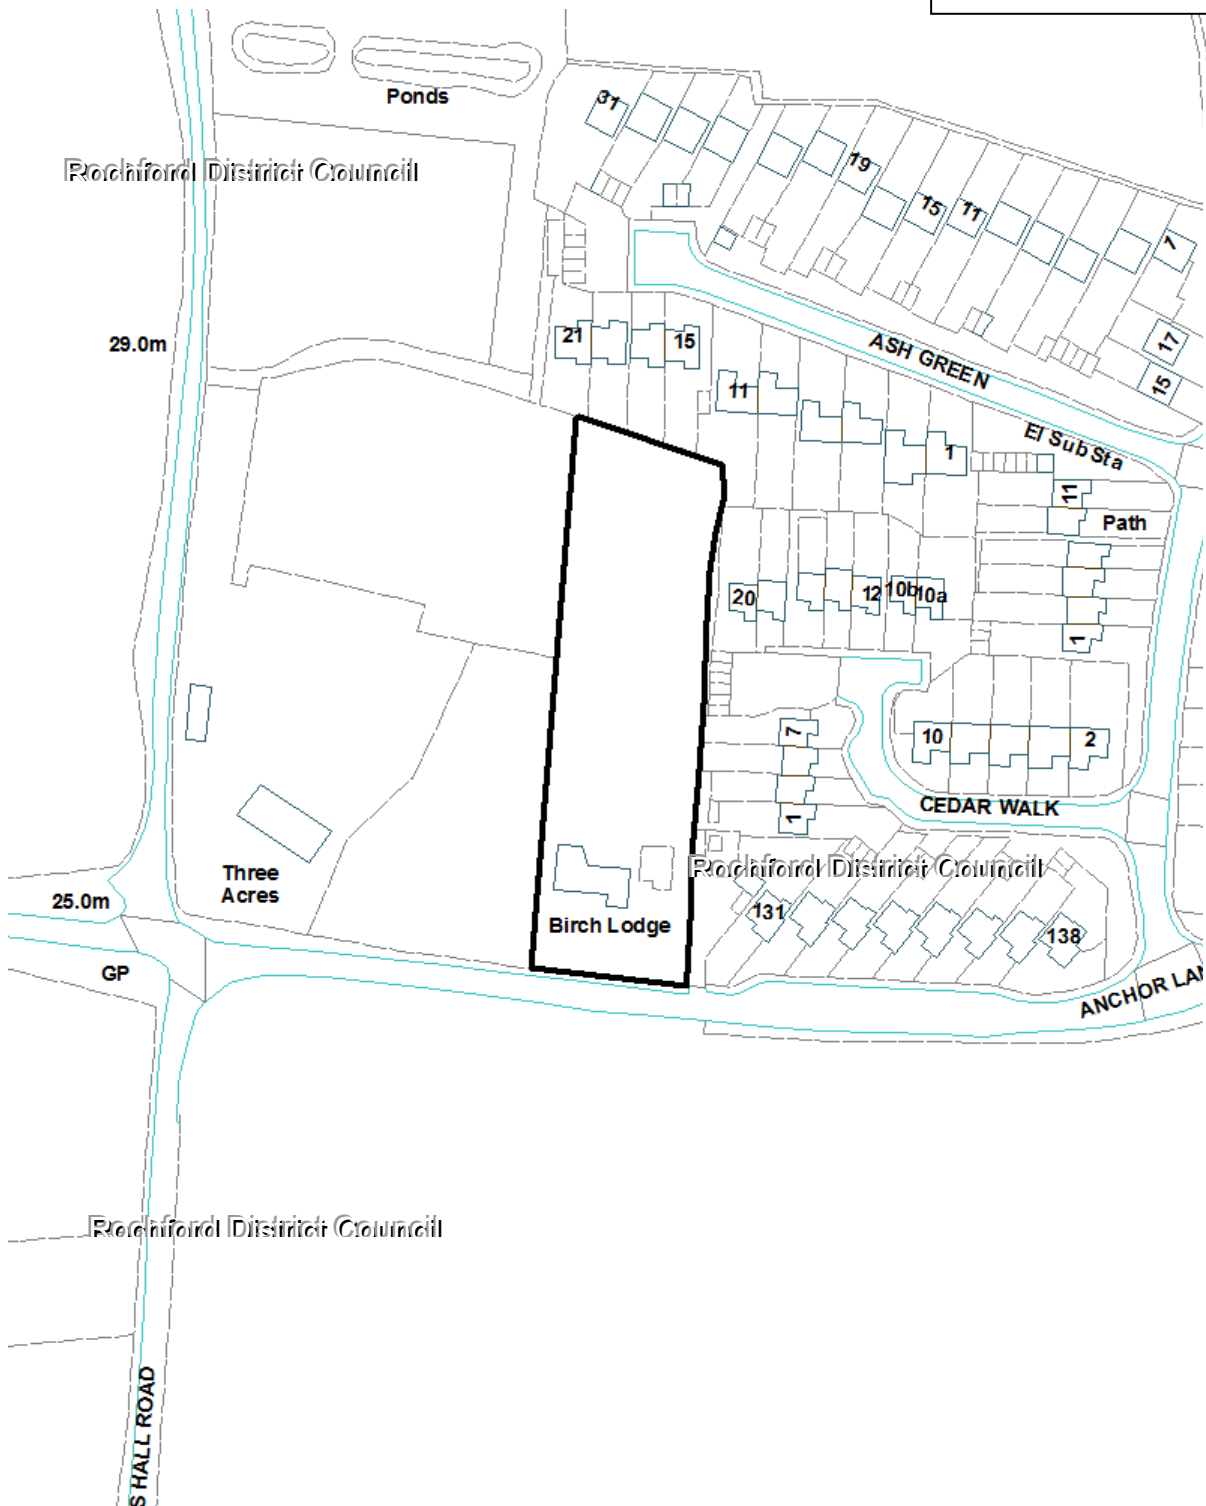 Ponds
31
Rochford District Council
19
15
11
7
29.0m
21
15
ASH GREEN
17
15
11
1
El Sub Sta
11
Path
20
12
10b
10a
1
7
10
2
1
CEDAR WALK
Three
Acres
Rochford District Council
25.0m
131
Birch Lodge
138
GP
ANCHOR LAN
Rochford District Council
S HALL ROAD